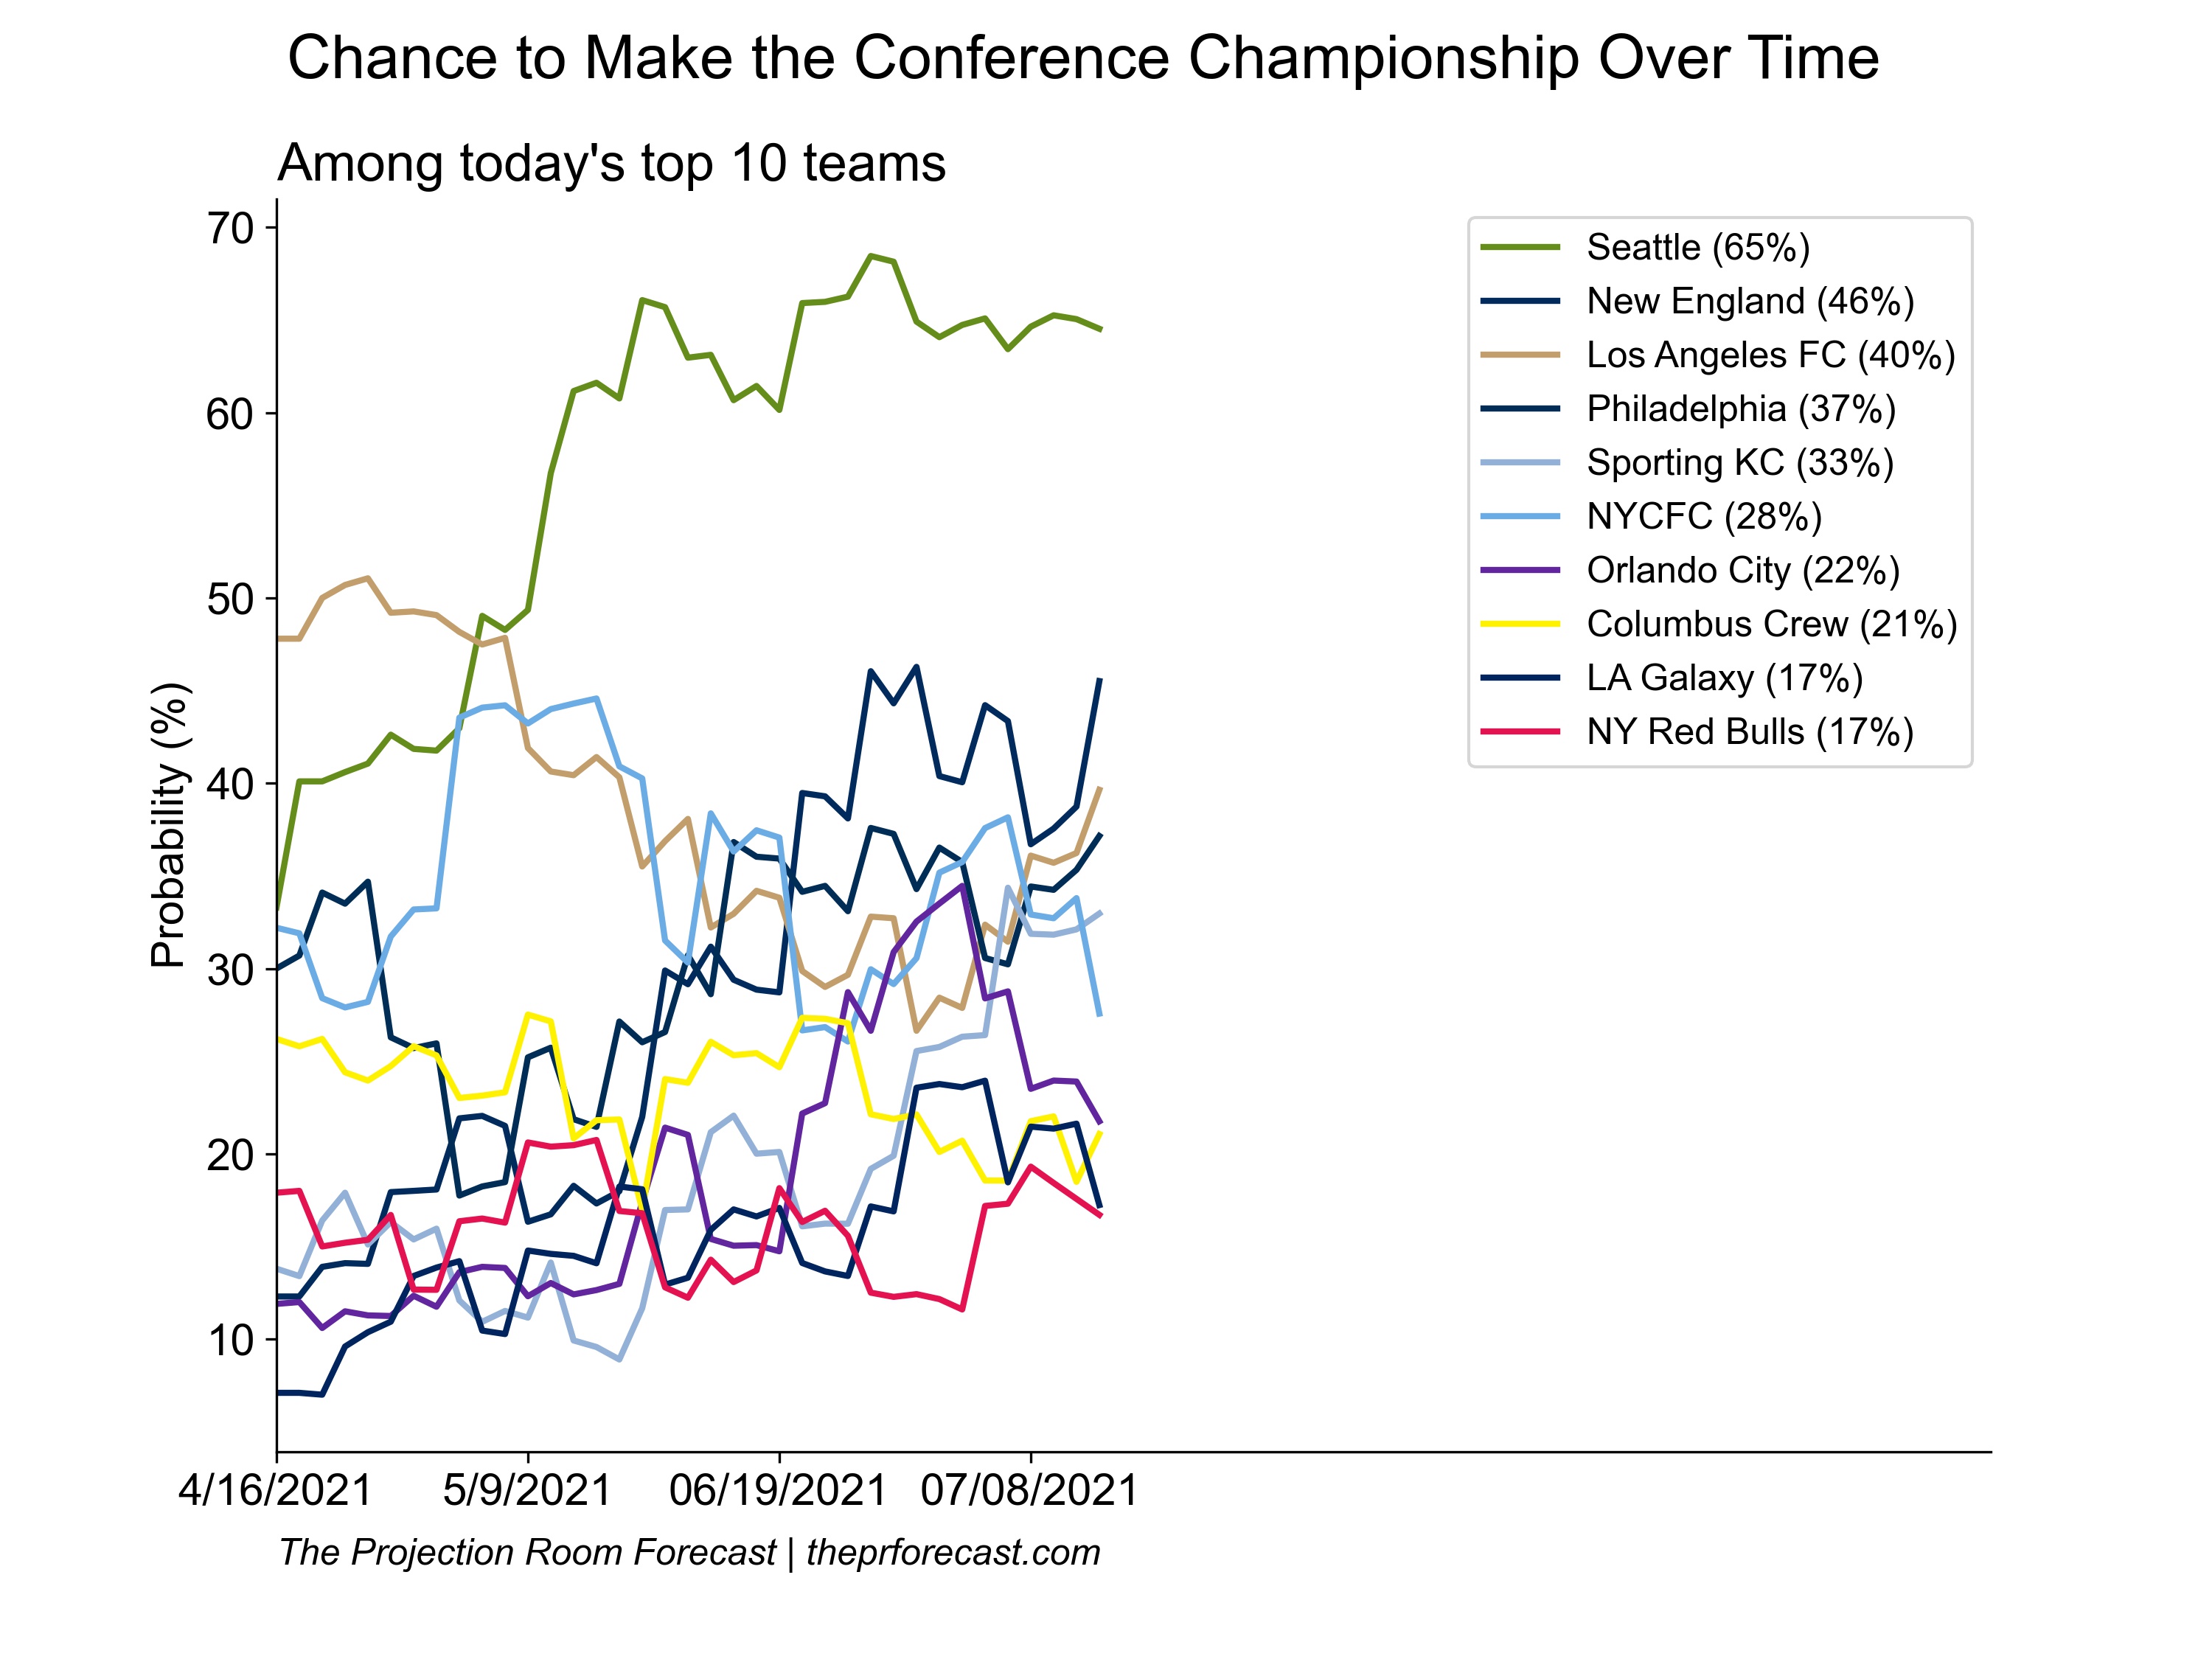 Chance to Make the Conference Championship Over Time
Among today's top 10 teams
Probability (%)
70
60
50
40
30
20
10
4/16/2021 5/9/2021 06/19/2021 07/08/2021
Seattle (65%)
New England (46%)
Los Angeles FC (40%)
Philadelphia (37%)
Sporting KC (33%)
NYCFC (28%)
Orlando City (22%)
Columbus Crew (21%)
LA Galaxy (17%)
NY Red Bulls (17%)
The Projection Room Forecast | theprforecast.com